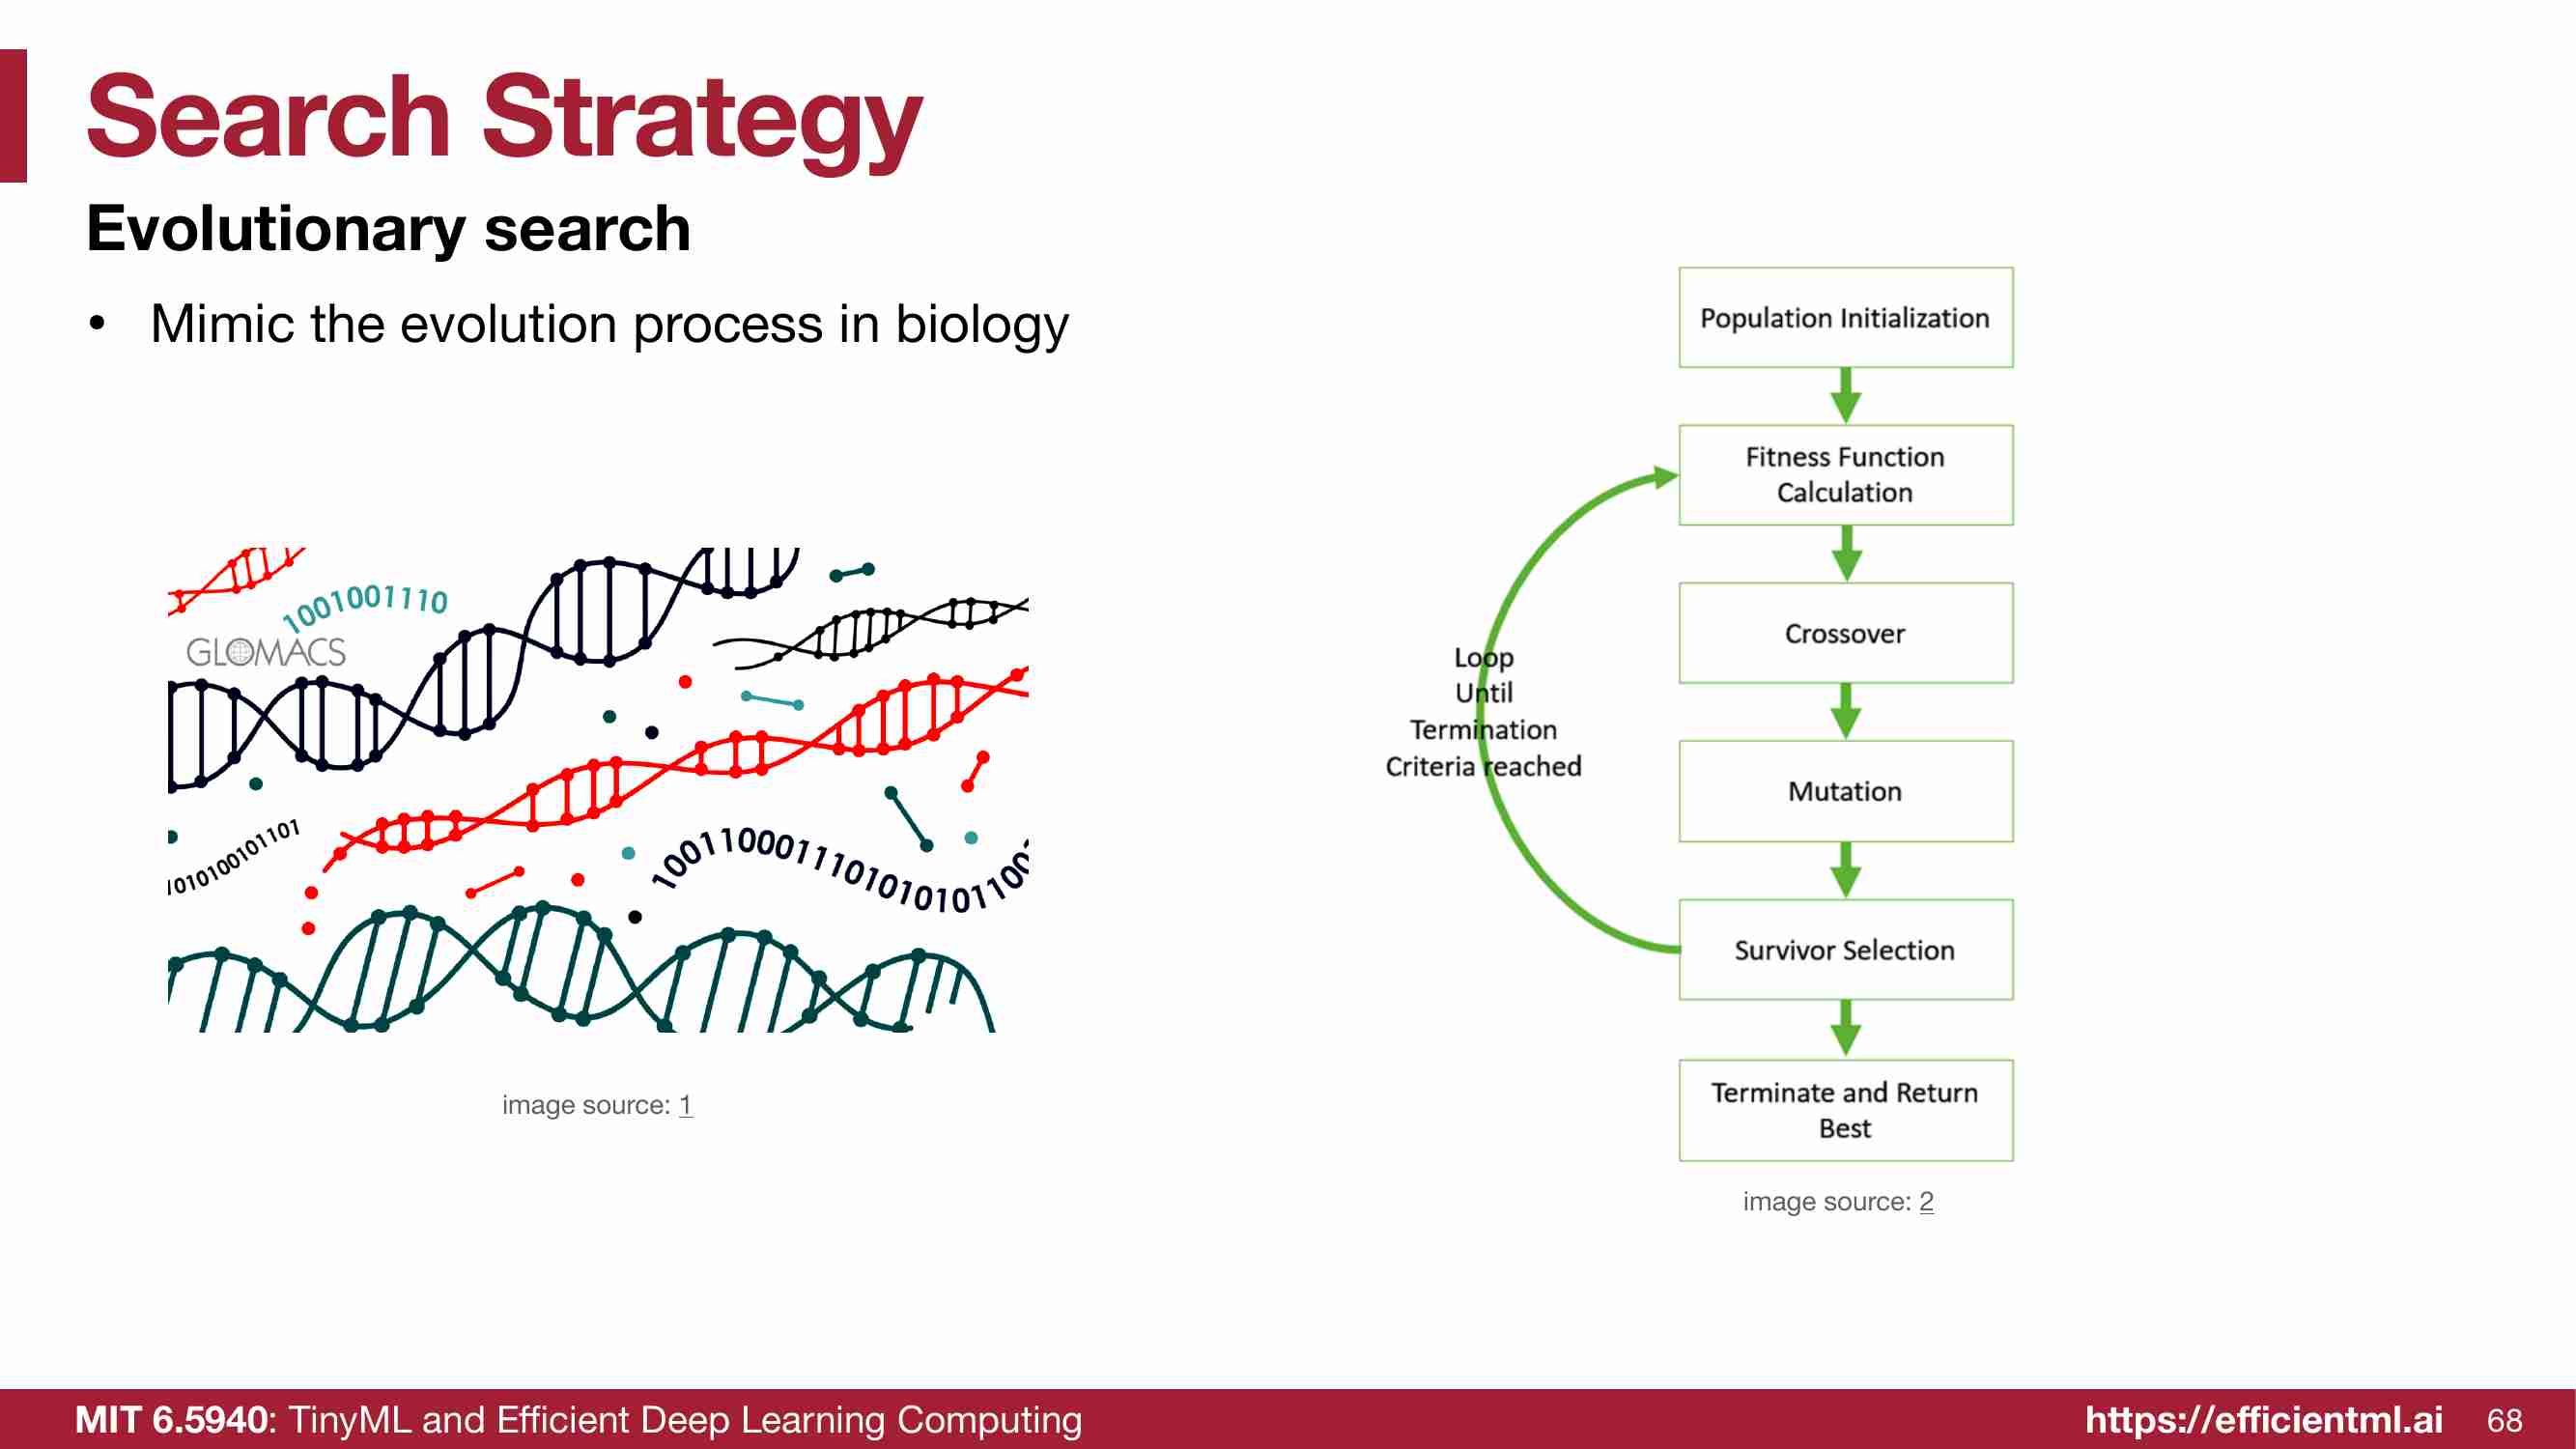 Search Strategy
Evolutionary search
• Mimic the evolution process in biology
1001001110
GLOMACS
10101001011101
image source: 1
Population Initialization
Fitness Function
Calculation
Crossover
Mutation
Survivor Selection
Terminate and Return
Best
Loop
Until
Termination
Criteria reached
image source: 2
MIT 6.5940: TinyML and Efficient Deep Learning Computing
https://efficientml.ai 68